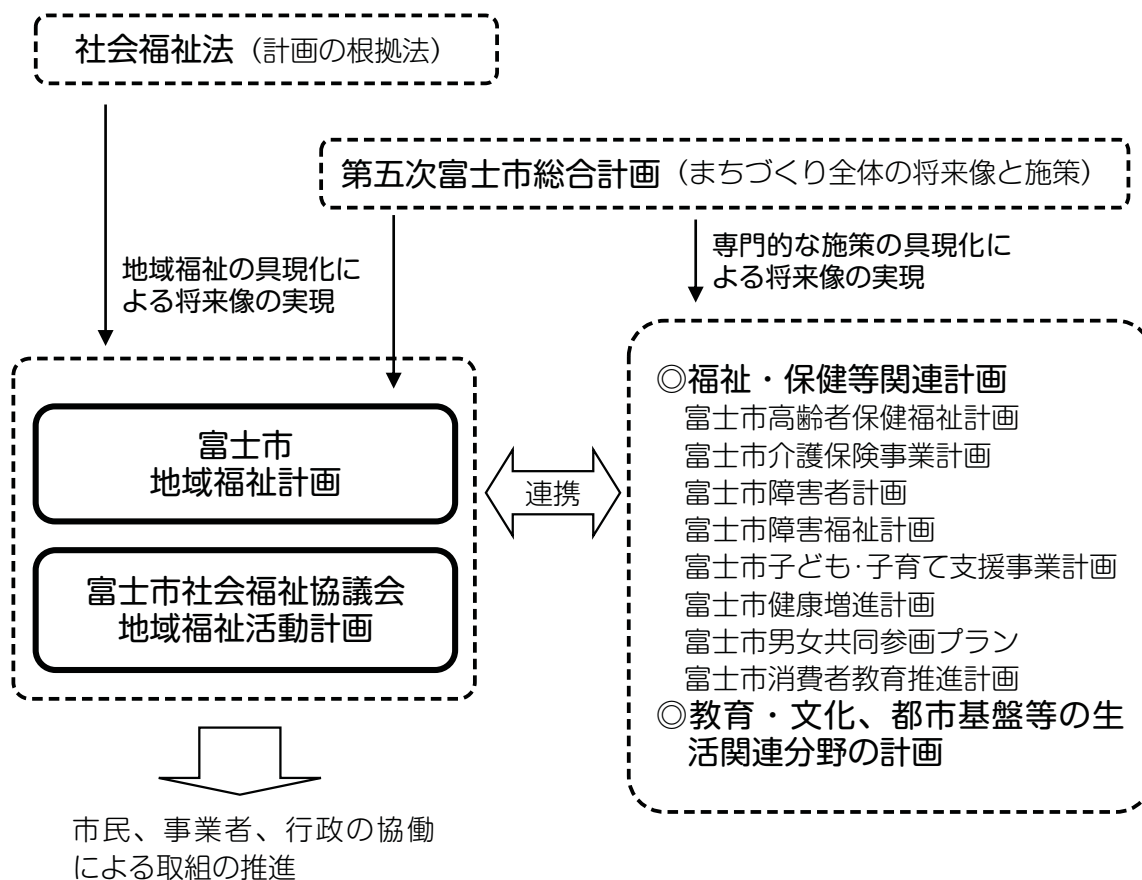 社会福祉法（計画の根拠法）
第五次富士市総合計画（まちづくり全体の将来像と施策）
地域福祉の具現化に
よる将来像の実現
専門的な施策の具現化に
よる将来像の実現
富士市
地域福祉計画
富士市社会福祉協議会
地域福祉活動計画
連携
◎福祉・保健等関連計画
富士市高齢者保健福祉計画
富士市介護保険事業計画
富士市障害者計画
富士市障害福祉計画
富士市子ども･子育て支援事業計画
富士市健康増進計画
富士市男女共同参画プラン
富士市消費者教育推進計画
◎教育・文化、都市基盤等の生
活関連分野の計画
市民、事業者、行政の協働
による取組の推進